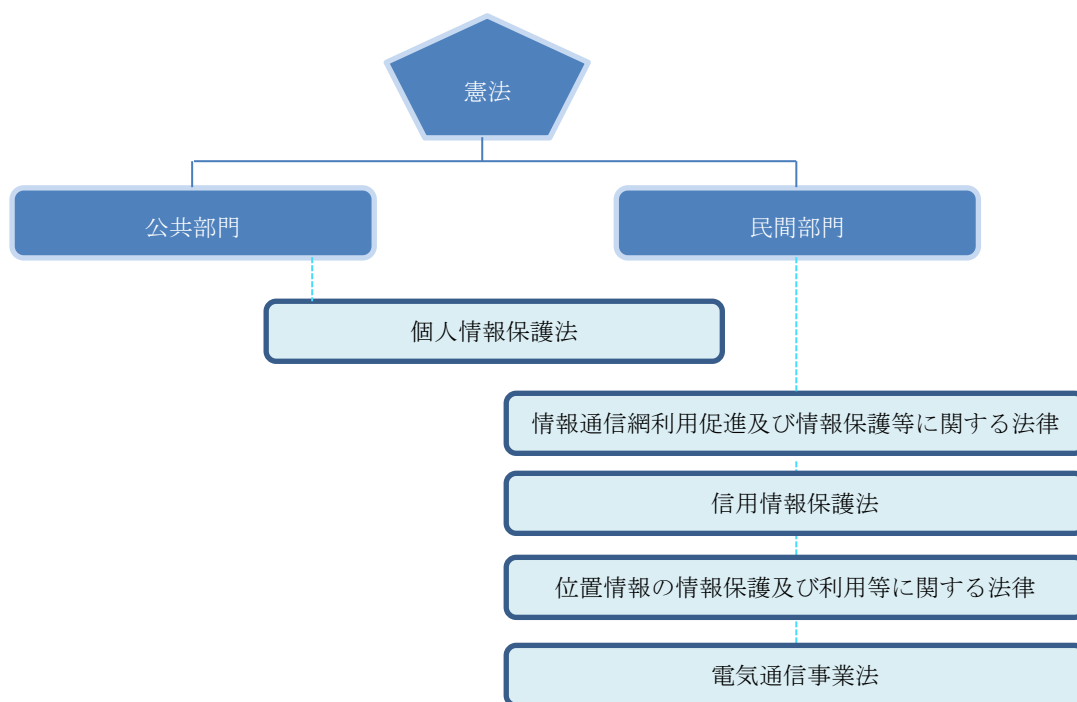 憲法
公共部門
民間部門
個人情報保護法
情報通信網利用促進及び情報保護等に関する法律
信用情報保護法
位置情報の情報保護及び利用等に関する法律
電気通信事業法